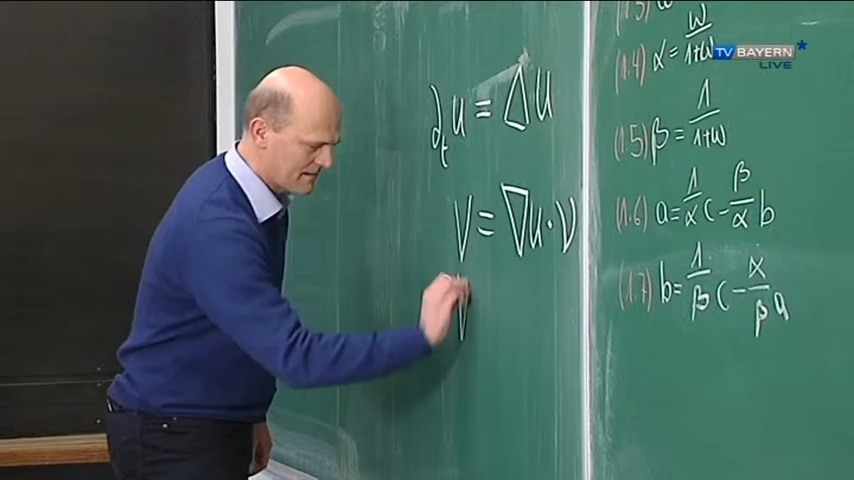 ∂ₜu = Δu
V = ∇u · ν
V
(1.4) α = w/1+w
(1.5) β = 1/1+w
(1.6) a = 1/α c − β/α b
(1.7) b = 1/β c − α/β a
TV BAYERN*
LIVE